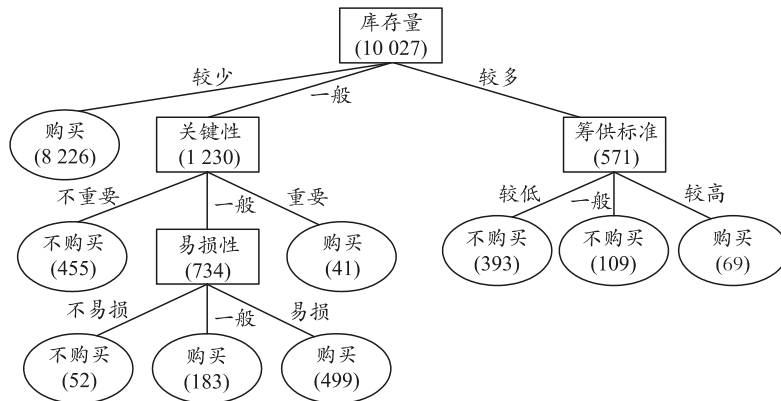 库存量
(10 027)
较少
一般
较多
购买
(8 226)
关键性
(1 230)
筹供标准
(571)
不重要
一般
重要
较低
一般
较高
不购买
(455)
易损性
(734)
购买
(41)
不购买
(393)
不购买
(109)
购买
(69)
不易损
一般
易损
不购买
(52)
购买
(183)
购买
(499)